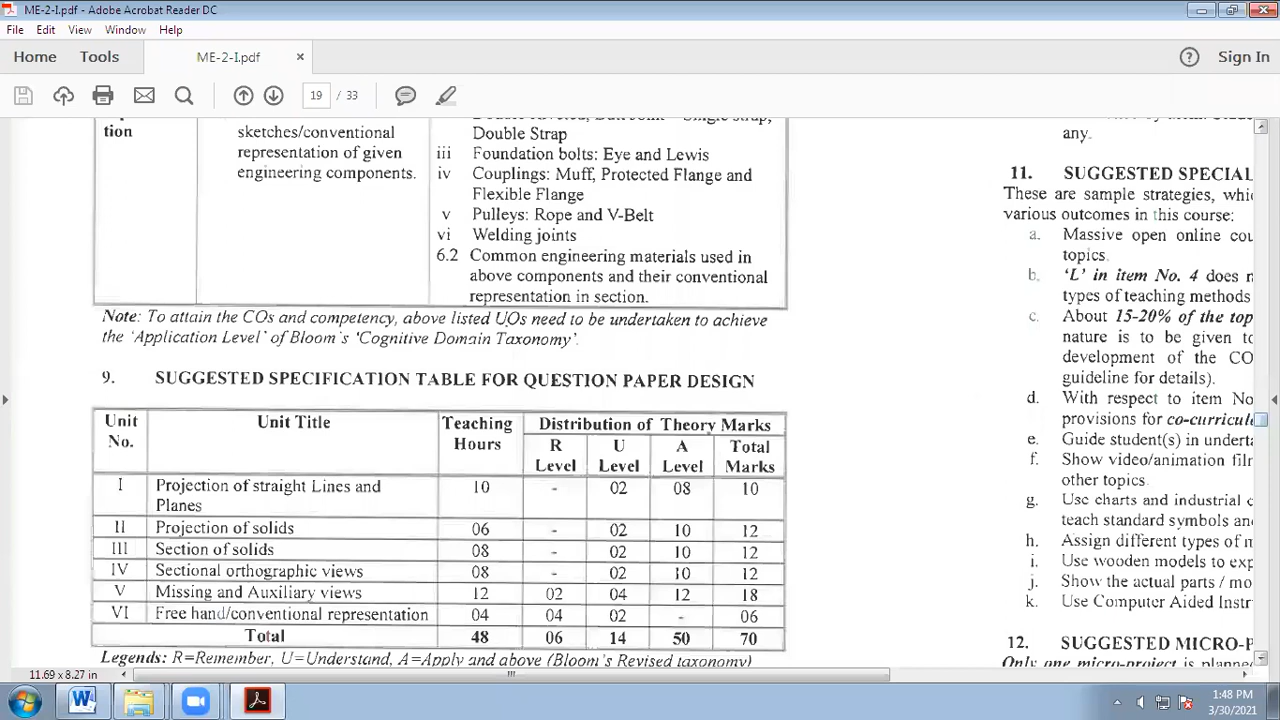 ME-2-I.pdf - Adobe Acrobat Reader DC
File Edit View Window Help
Home Tools ME-2-I.pdf × ? Sign In
19 / 33
tion
sketches/conventional
representation of given
engineering components.
Double Strap
iii Foundation bolts: Eye and Lewis
iv Couplings: Muff, Protected Flange and
Flexible Flange
v Pulleys: Rope and V-Belt
vi Welding joints
6.2 Common engineering materials used in
above components and their conventional
representation in section.
Note: To attain the COs and competency, above listed UOs need to be undertaken to achieve
the 'Application Level' of Bloom's 'Cognitive Domain Taxonomy'.
9. SUGGESTED SPECIFICATION TABLE FOR QUESTION PAPER DESIGN
Unit No. Unit Title Teaching Hours Distribution of Theory Marks
R Level U Level A Level Total Marks
I Projection of straight Lines and Planes 10 - 02 08 10
II Projection of solids 06 - 02 10 12
III Section of solids 08 - 02 10 12
IV Sectional orthographic views 08 - 02 10 12
V Missing and Auxiliary views 12 02 04 12 18
VI Free hand/conventional representation 04 04 02 - 06
Total 48 06 14 50 70
Legends: R=Remember, U=Understand, A=Apply and above (Bloom's Revised taxonomy)
any.
11. SUGGESTED SPECIAL
These are sample strategies, whic
various outcomes in this course:
a. Massive open online cou
topics.
b. 'L' in item No. 4 does n
types of teaching methods
c. About 15-20% of the top
nature is to be given to
development of the CO
guideline for details).
d. With respect to item No
provisions for co-curricula
e. Guide student(s) in underta
f. Show video/animation film
other topics.
g. Use charts and industrial c
teach standard symbols and
h. Assign different types of m
i. Use wooden models to exp
j. Show the actual parts / mo
k. Use Computer Aided Instr
12. SUGGESTED MICRO-P
Only one micro-project is planne
11.69 x 8.27 in
1:48 PM
3/30/2021